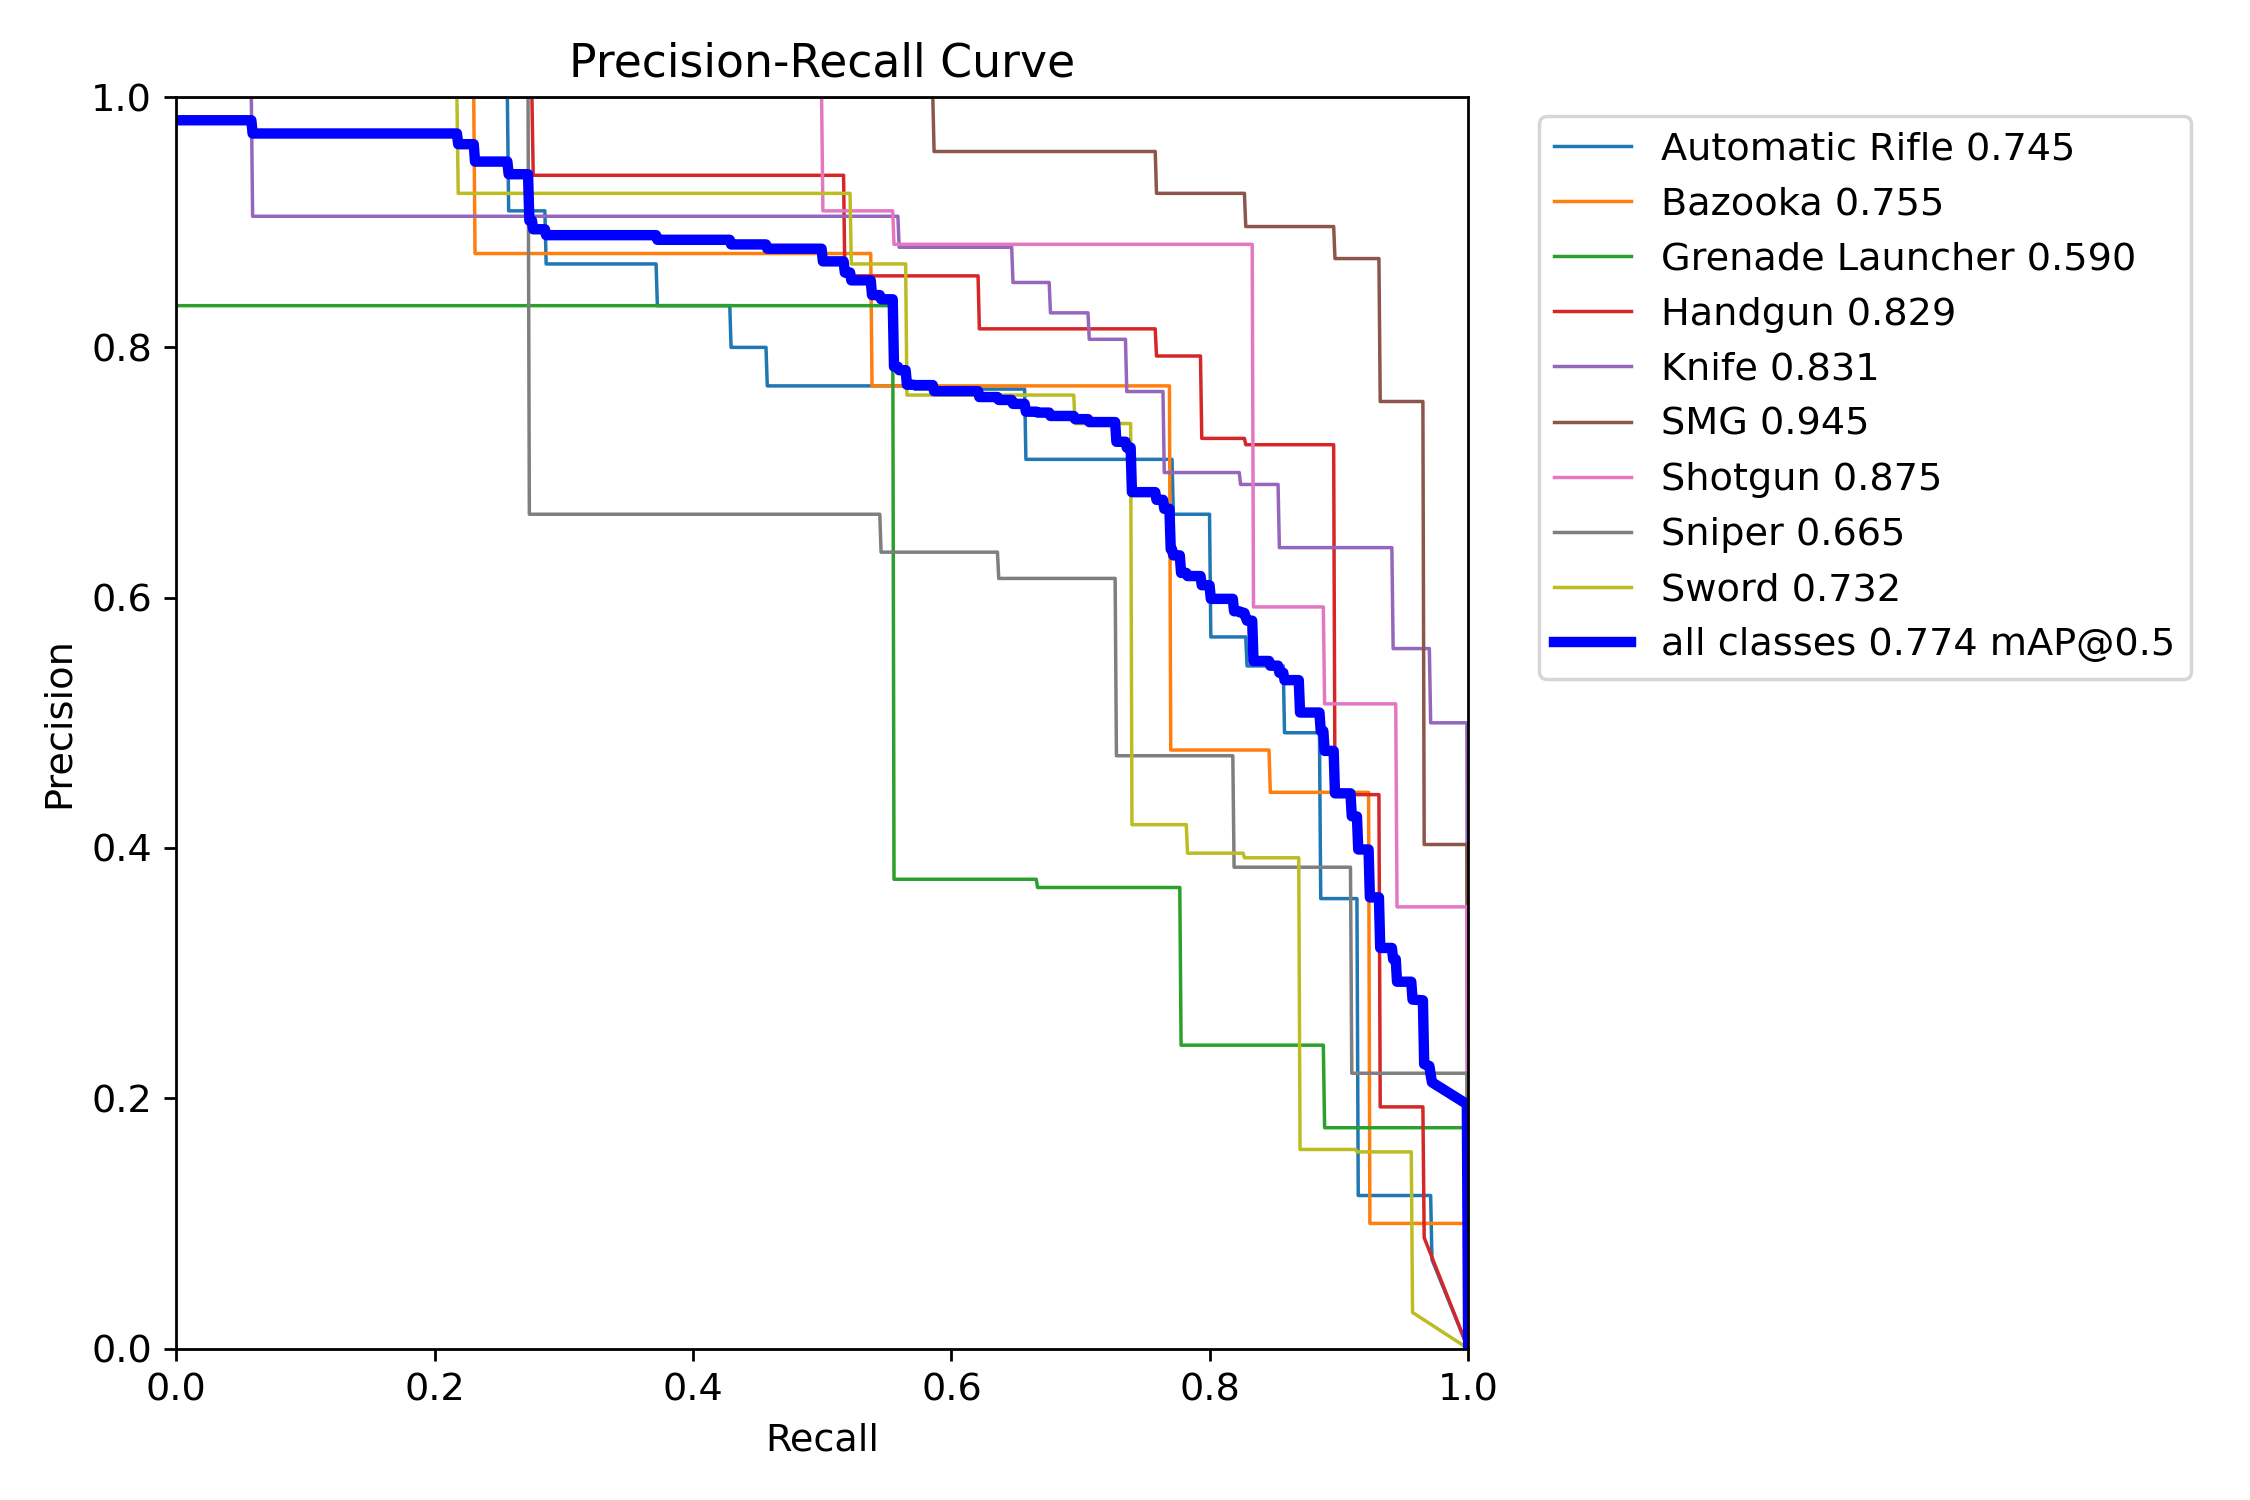 Precision-Recall Curve
1.0
0.8
0.6
0.4
0.2
0.0
Precision
0.0 0.2 0.4 0.6 0.8 1.0
Recall
Automatic Rifle 0.745
Bazooka 0.755
Grenade Launcher 0.590
Handgun 0.829
Knife 0.831
SMG 0.945
Shotgun 0.875
Sniper 0.665
Sword 0.732
all classes 0.774 mAP@0.5